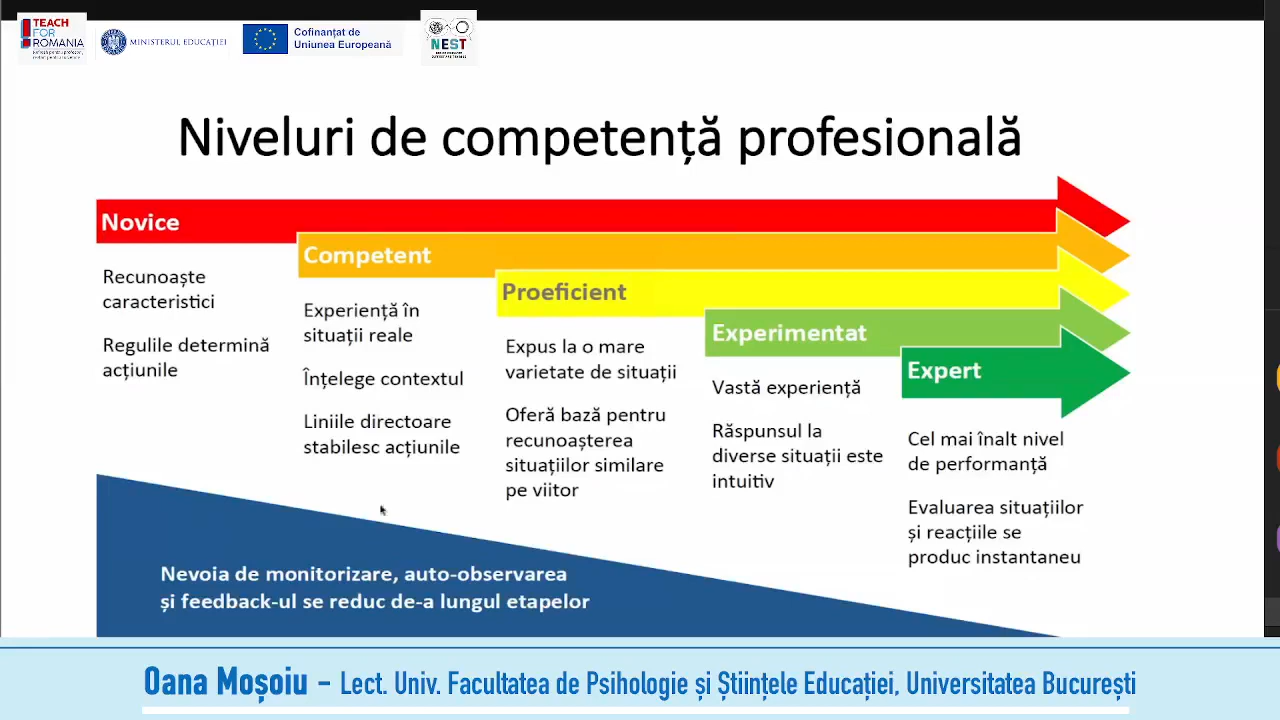 TEACH
FOR
ROMANIA
MINISTERUL EDUCAȚIEI
Cofinanțat de
Uniunea Europeană
NEST
Niveluri de competență profesională
Novice
Recunoaște
caracteristici
Regulile determină
acțiunile
Competent
Experiență în
situații reale
Înțelege contextul
Liniile directoare
stabilesc acțiunile
Proeficient
Expus la o mare
varietate de situații
Oferă bază pentru
recunoașterea
situațiilor similare
pe viitor
Experimentat
Vastă experiență
Răspunsul la
diverse situații este
intuitiv
Expert
Cel mai înalt nivel
de performanță
Evaluarea situațiilor
și reacțiile se
produc instantaneu
Nevoia de monitorizare, auto-observarea
și feedback-ul se reduc de-a lungul etapelor
Oana Moșoiu – Lect. Univ. Facultatea de Psihologie și Științele Educației, Universitatea București